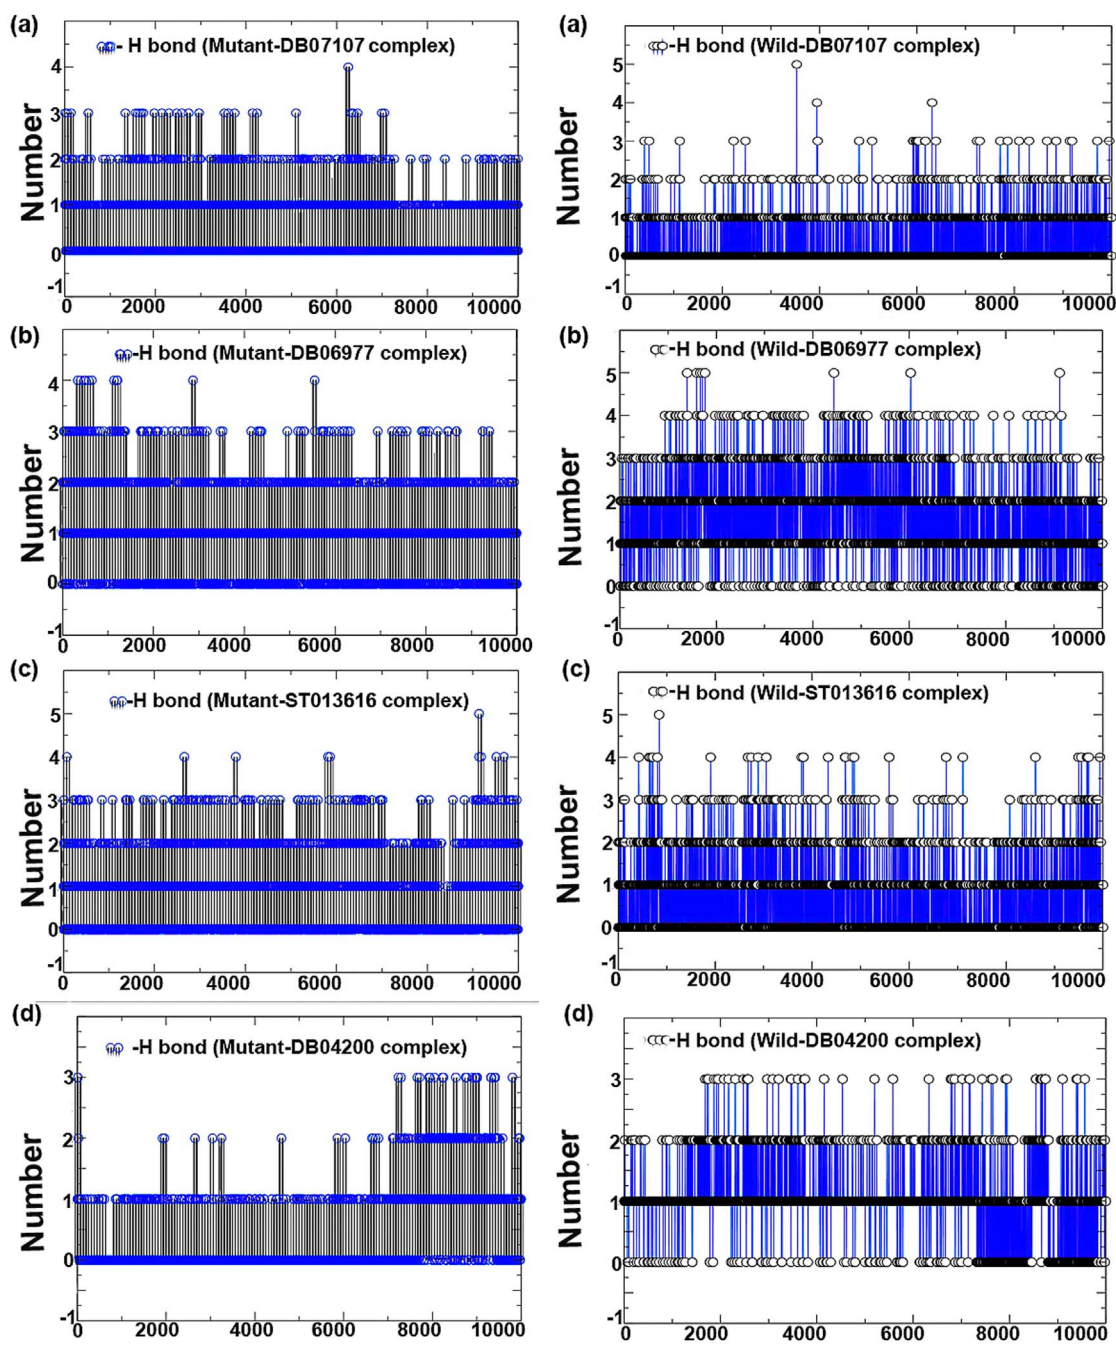 (a)
- H bond (Mutant-DB07107 complex)
Number
4
3
2
1
0
-1
0 2000 4000 6000 8000 10000
(a)
-H bond (Wild-DB07107 complex)
Number
5
4
3
2
1
0
-1
0 2000 4000 6000 8000 10000
(b)
-H bond (Mutant-DB06977 complex)
Number
4
3
2
1
0
-1
0 2000 4000 6000 8000 10000
(b)
-H bond (Wild-DB06977 complex)
Number
5
4
3
2
1
0
-1
0 2000 4000 6000 8000 10000
(c)
-H bond (Mutant-ST013616 complex)
Number
5
4
3
2
1
0
-1
0 2000 4000 6000 8000 10000
(c)
-H bond (Wild-ST013616 complex)
Number
5
4
3
2
1
0
-1
0 2000 4000 6000 8000 10000
(d)
-H bond (Mutant-DB04200 complex)
Number
3
2
1
0
-1
0 2000 4000 6000 8000 10000
(d)
-H bond (Wild-DB04200 complex)
Number
3
2
1
0
-1
0 2000 4000 6000 8000 10000